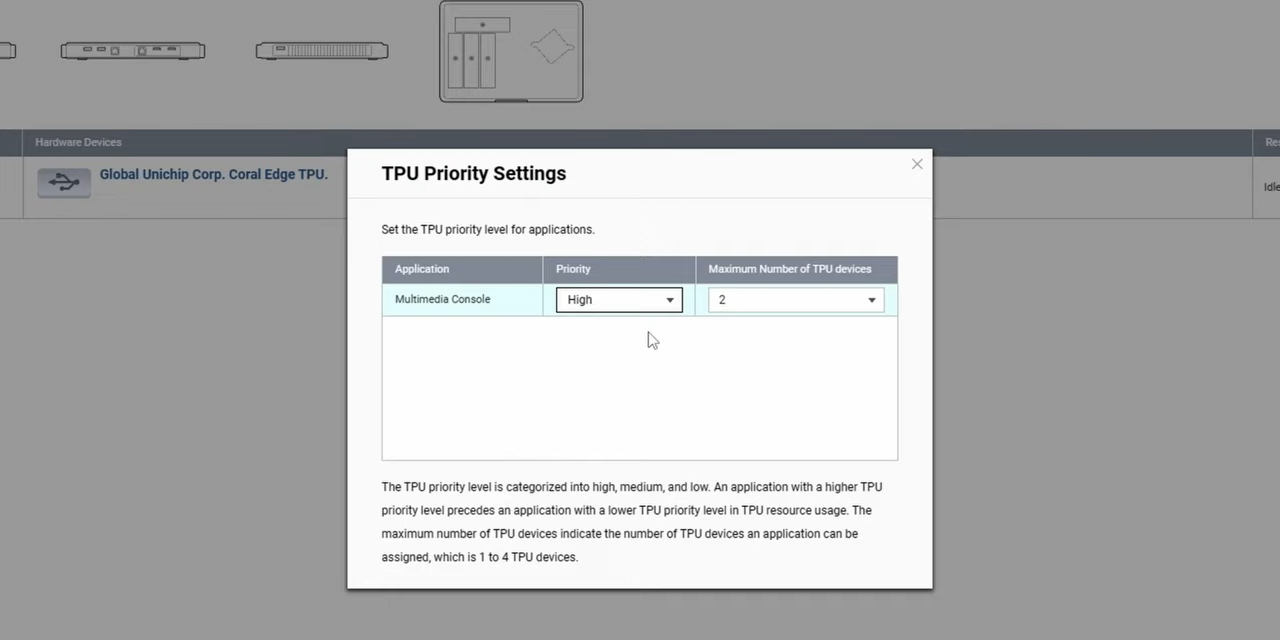 Hardware Devices
Global Unichip Corp. Coral Edge TPU.
Idle
TPU Priority Settings
Set the TPU priority level for applications.
Application Priority Maximum Number of TPU devices
Multimedia Console High 2
The TPU priority level is categorized into high, medium, and low. An application with a higher TPU
priority level precedes an application with a lower TPU priority level in TPU resource usage. The
maximum number of TPU devices indicate the number of TPU devices an application can be
assigned, which is 1 to 4 TPU devices.